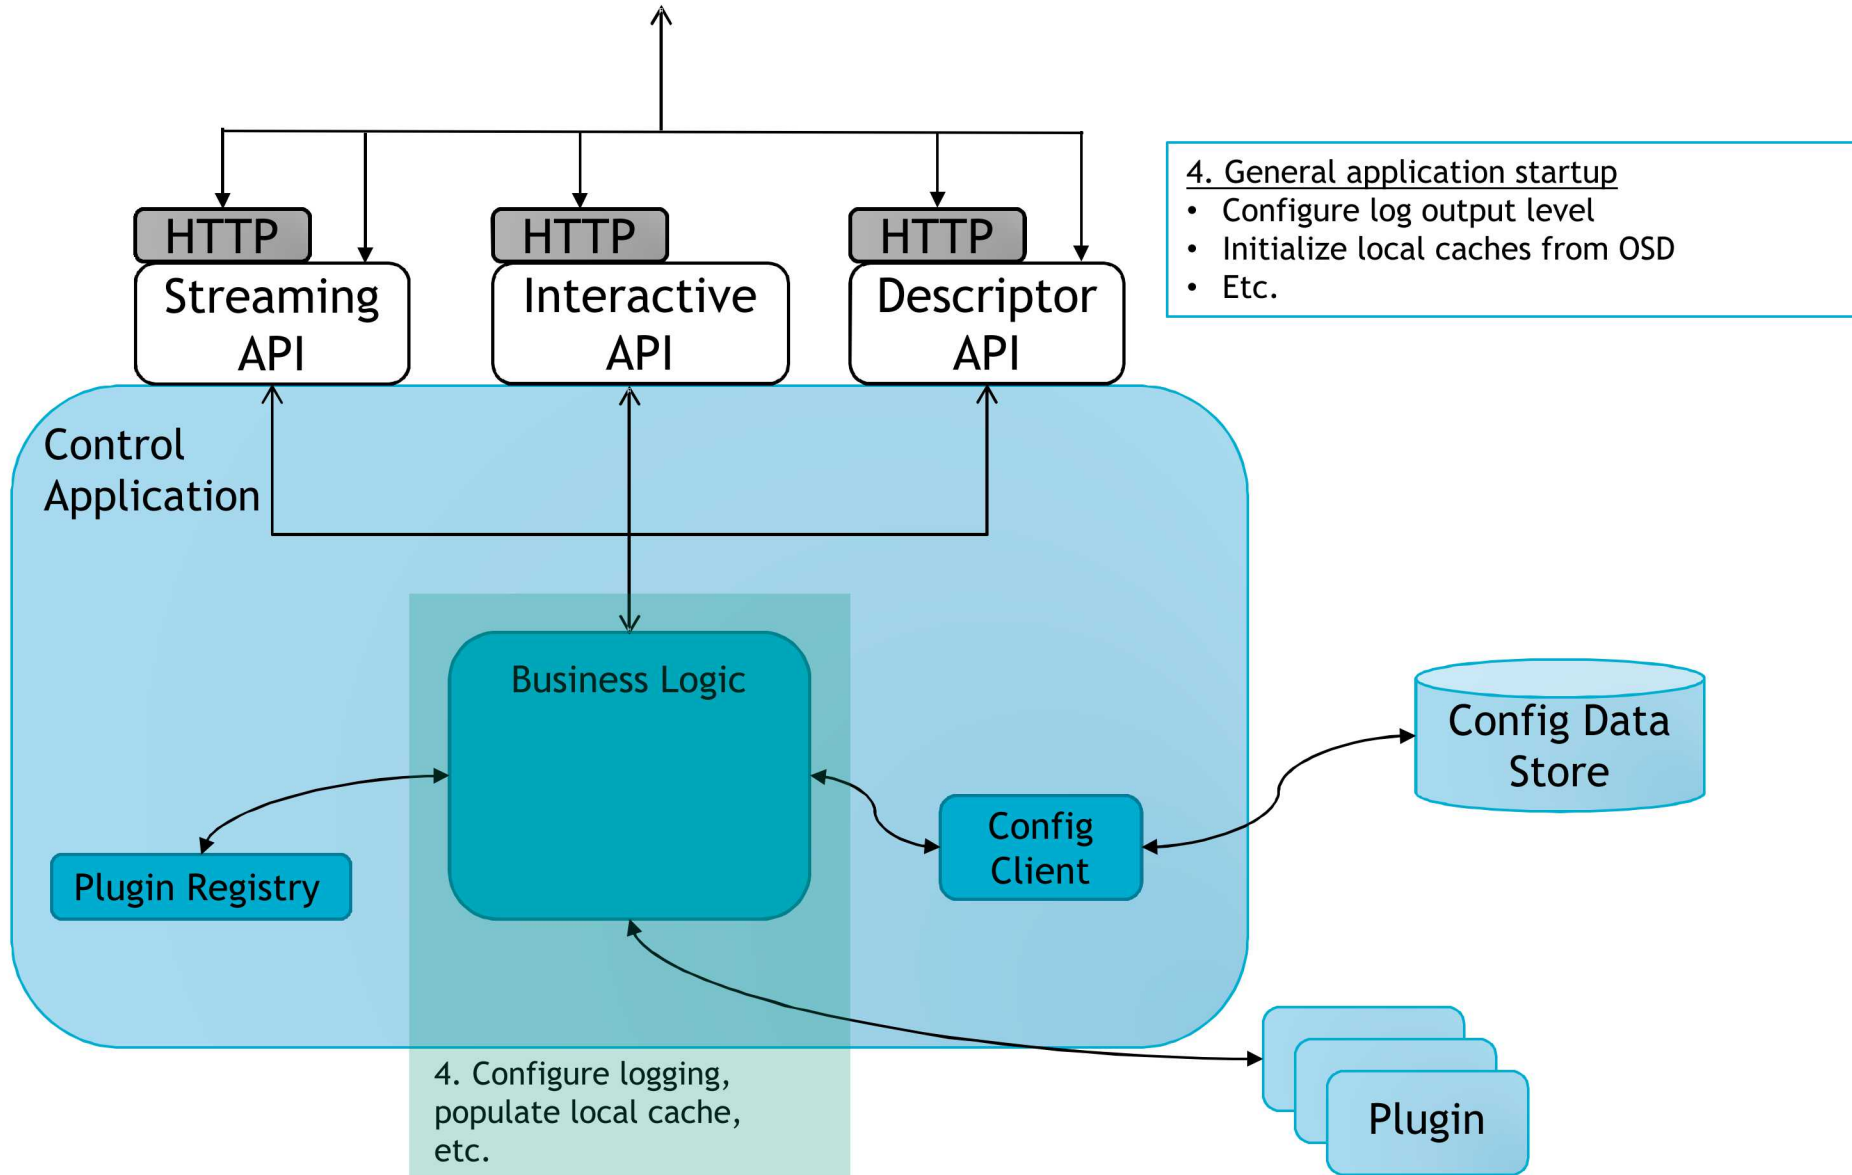 HTTP
HTTP
HTTP
Streaming
API
Interactive
API
Descriptor
API
4. General application startup
• Configure log output level
• Initialize local caches from OSD
• Etc.
Control
Application
Business Logic
Plugin Registry
Config
Client
Config Data
Store
4. Configure logging,
populate local cache,
etc.
Plugin